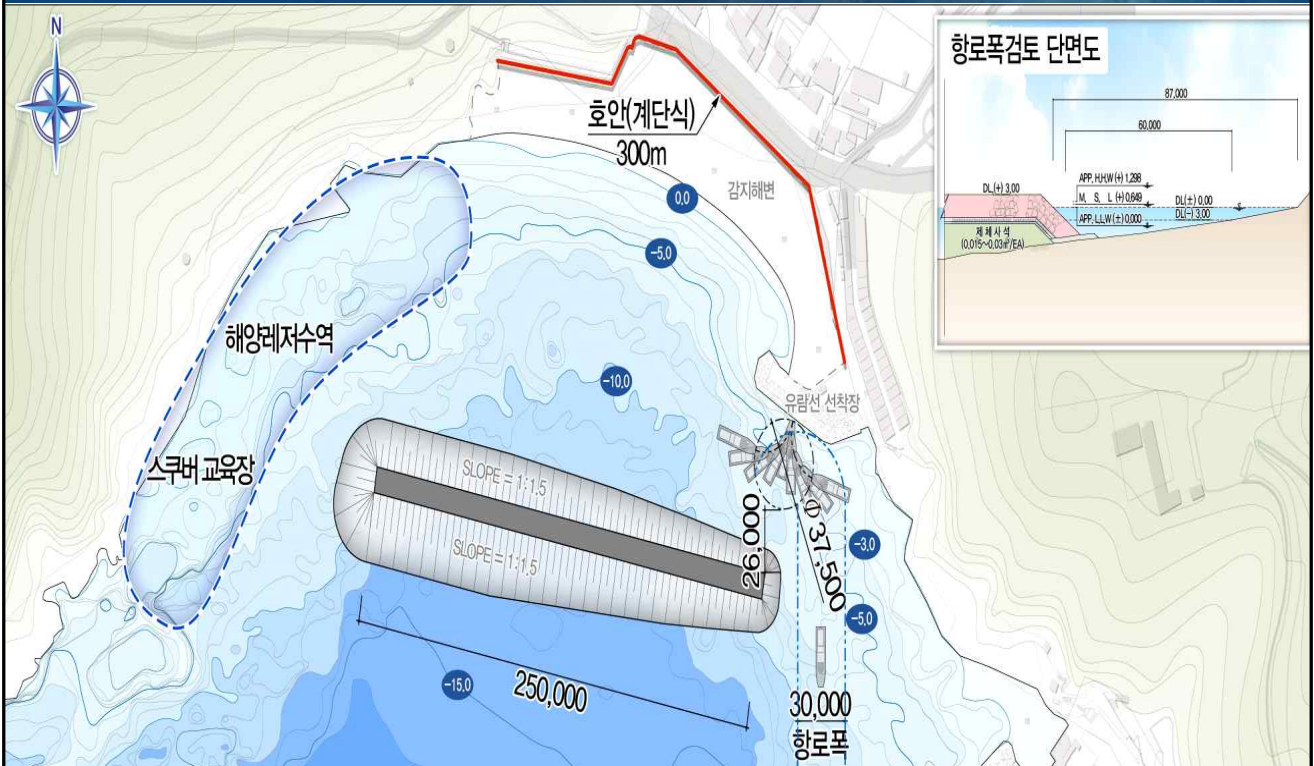 N
항로폭검토 단면도
87,000
60,000
DL.(+) 3.00
APP. H.H.W (+) 1.298
M. S. L (+) 0.649
APP. L.L.W (±) 0.000
DL(±) 0.00
DL(-) 3.00
제체사석
(0.015~0.03㎥/EA)
호안(계단식)
300m
감지해변
0.0
-5.0
해양레저수역
-10.0
유람선 선착장
스쿠버 교육장
SLOPE = 1:1.5
SLOPE = 1:1.5
26,000
Φ 37,500
-3.0
-5.0
-15.0
250,000
30,000
항로폭